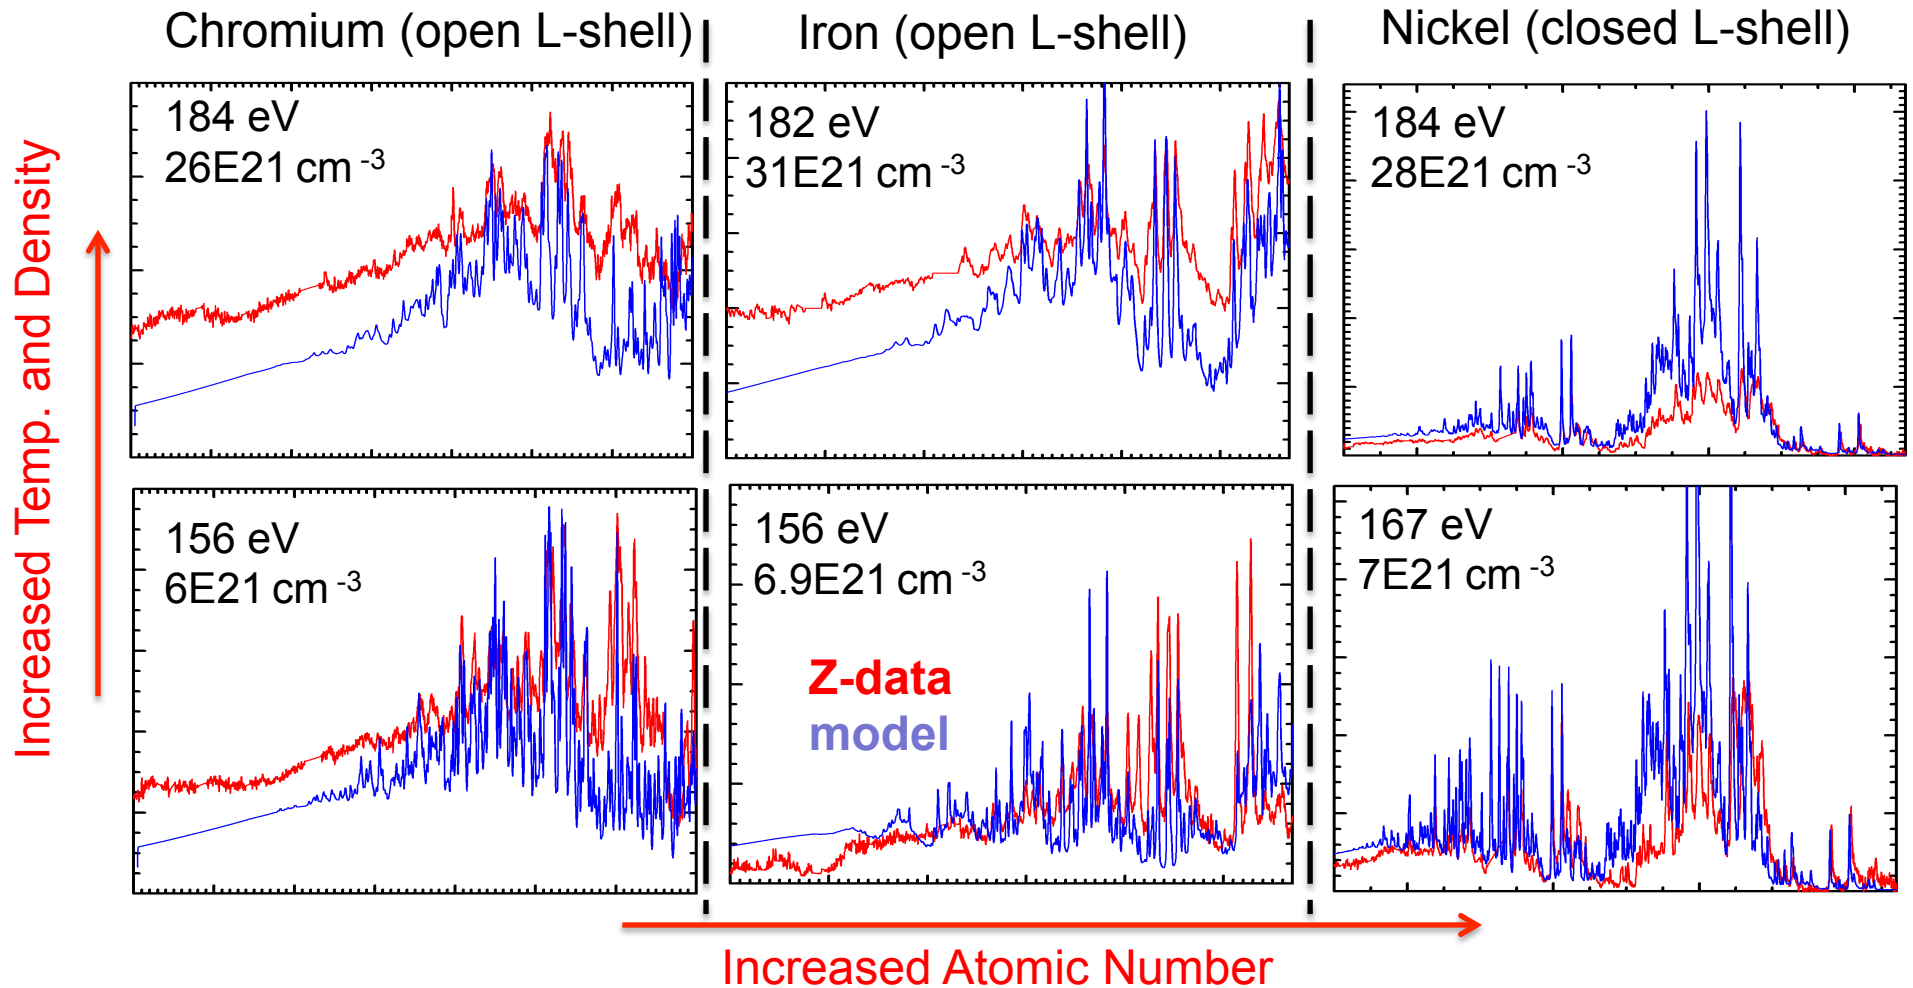 Chromium (open L-shell)
Iron (open L-shell)
Nickel (closed L-shell)
184 eV
26E21 cm -3
182 eV
31E21 cm -3
184 eV
28E21 cm -3
156 eV
6E21 cm -3
156 eV
6.9E21 cm -3
Z-data
model
167 eV
7E21 cm -3
Increased Temp. and Density
Increased Atomic Number